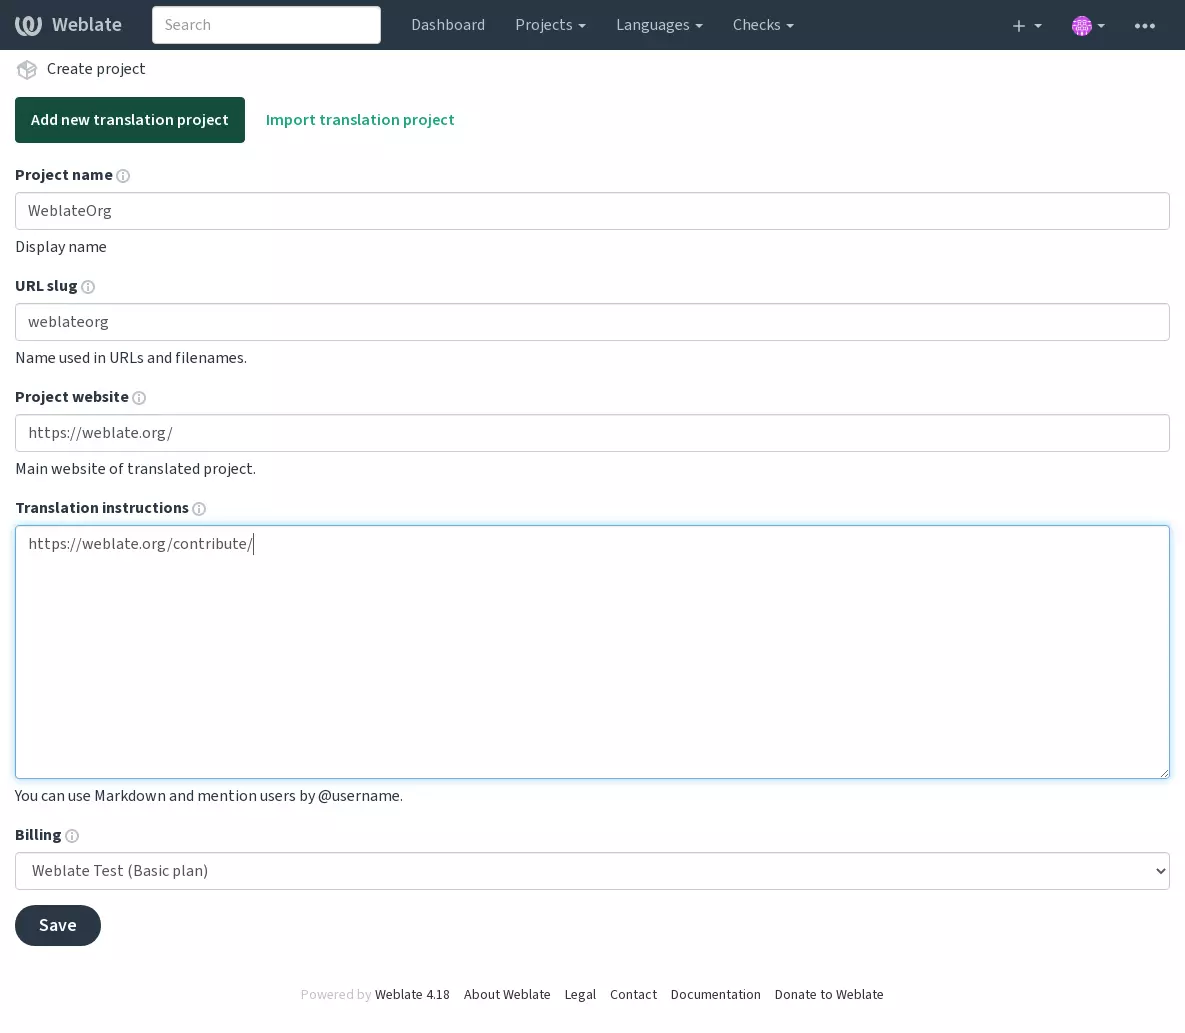 Weblate
Search
Dashboard
Projects
Languages
Checks
Create project
Add new translation project
Import translation project
Project name
WeblateOrg
Display name
URL slug
weblateorg
Name used in URLs and filenames.
Project website
https://weblate.org/
Main website of translated project.
Translation instructions
https://weblate.org/contribute/
You can use Markdown and mention users by @username.
Billing
Weblate Test (Basic plan)
Save
Powered by Weblate 4.18 About Weblate Legal Contact Documentation Donate to Weblate